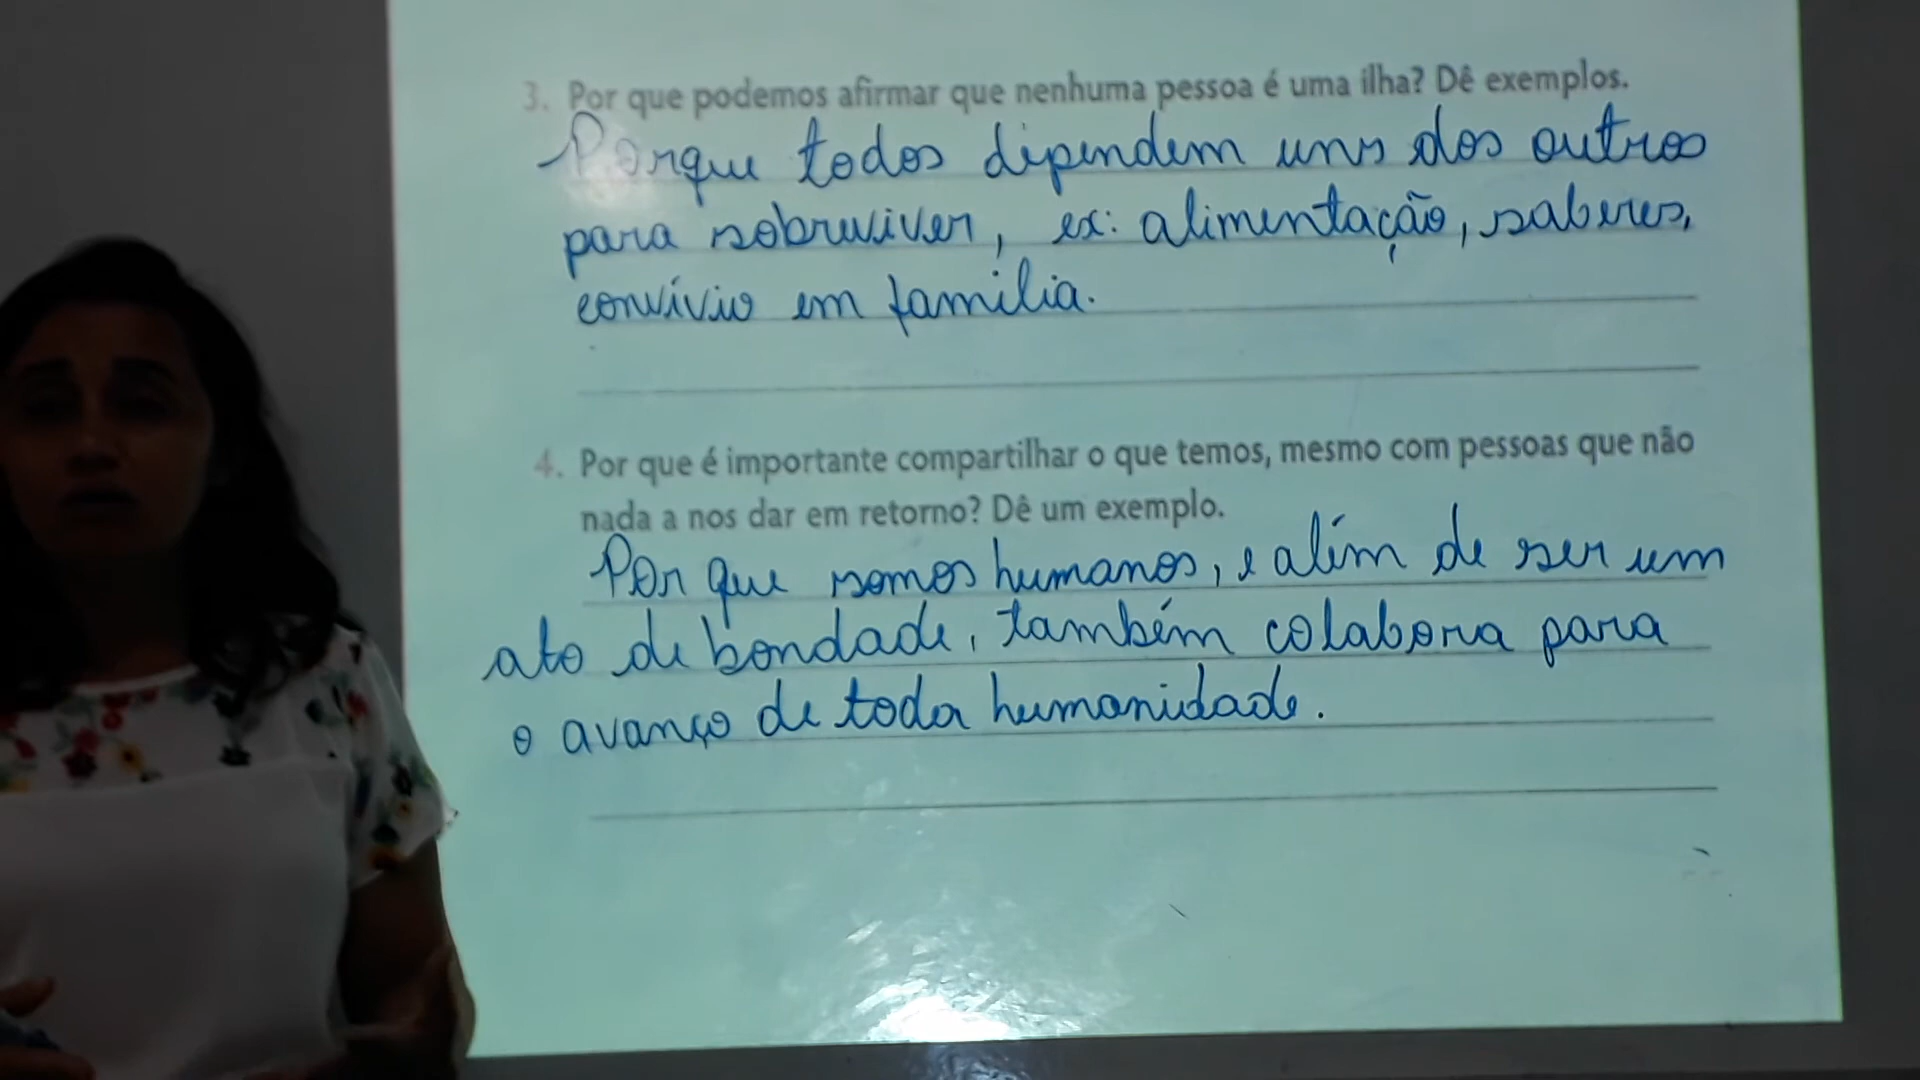 3. Por que podemos afirmar que nenhuma pessoa é uma ilha? Dê exemplos.
Porque todos dependem uns dos outros
para sobreviver, ex: alimentação, saberes,
convívio em família.
4. Por que é importante compartilhar o que temos, mesmo com pessoas que não
nada a nos dar em retorno? Dê um exemplo.
Por que somos humanos, e além de ser um
ato de bondade, também colabora para
o avanço de toda humanidade.